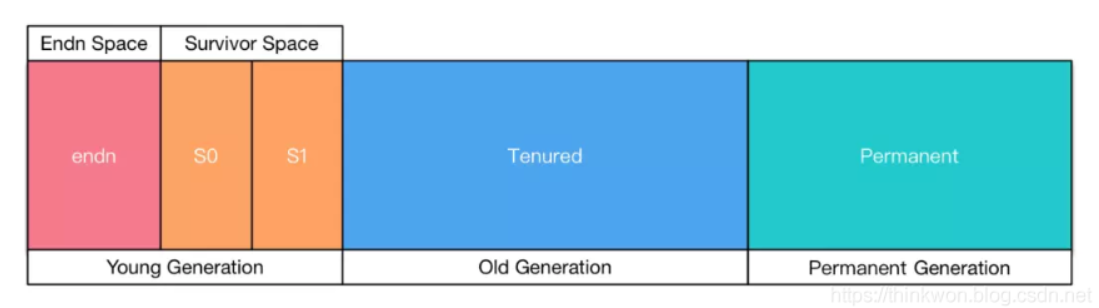 Endn Space Survivor Space
endn S0 S1 Tenured Permanent
Young Generation Old Generation Permanent Generation
https://thinkwon.blog.csdn.net